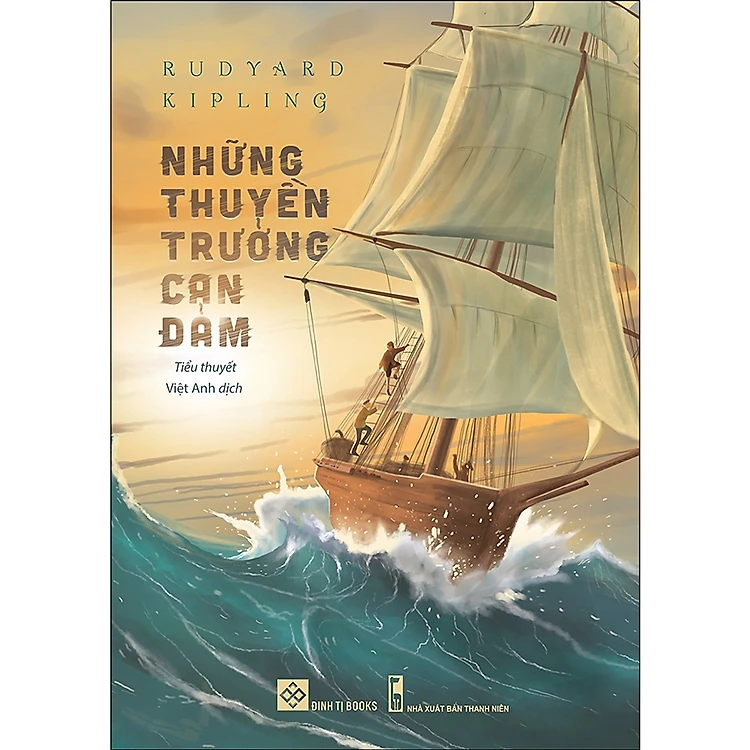 RUDYARD
KIPLING
NHỮNG
THUYỀN
TRƯỞNG
CAN
ĐẢM
Tiểu thuyết
Việt Anh dịch
ĐINH TỊ BOOKS
NHÀ XUẤT BẢN THANH NIÊN